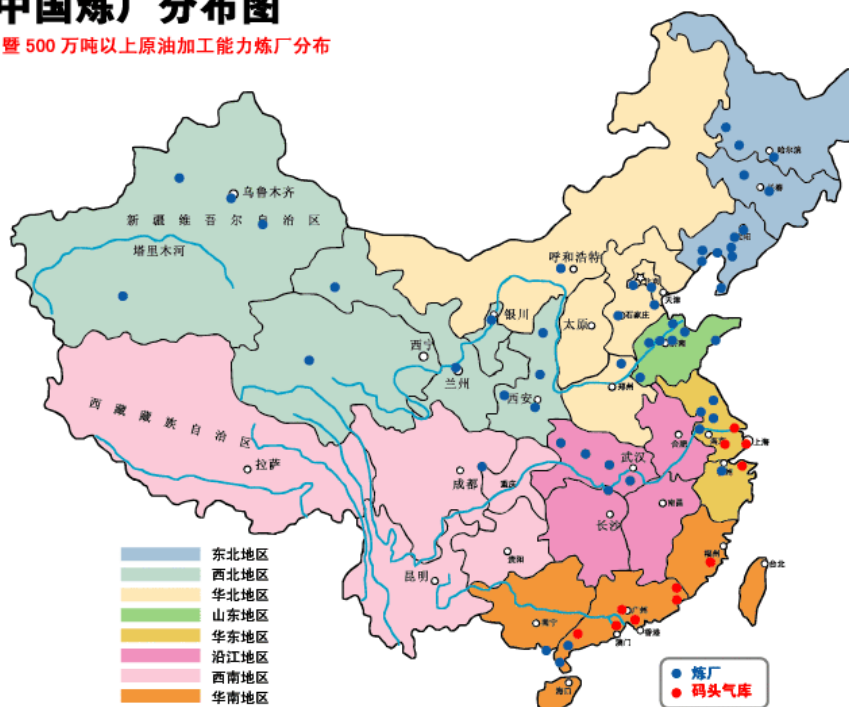 中国炼厂分布图
暨 500 万吨以上原油加工能力炼厂分布
哈尔滨
长春
乌鲁木齐
新疆维吾尔自治区
塔里木河
呼和浩特
北京
天津
银川
太原
石家庄
济南
西宁
兰州
西安
郑州
西藏藏族自治区
拉萨
成都
重庆
武汉
合肥
南京
上海
杭州
长沙
南昌
贵阳
昆明
福州
台北
南宁
广州
香港
澳门
海口
东北地区
西北地区
华北地区
山东地区
华东地区
沿江地区
西南地区
华南地区
炼厂
码头气库